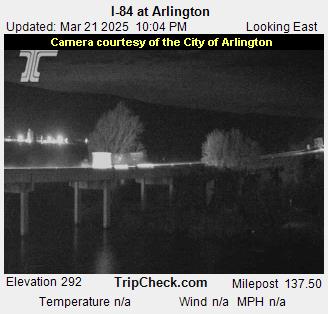 I-84 at Arlington
Updated: Mar 21 2025 10:04 PM Looking East
Camera courtesy of the City of Arlington
Elevation 292 TripCheck.com Milepost 137.50
Temperature n/a Wind n/a MPH n/a